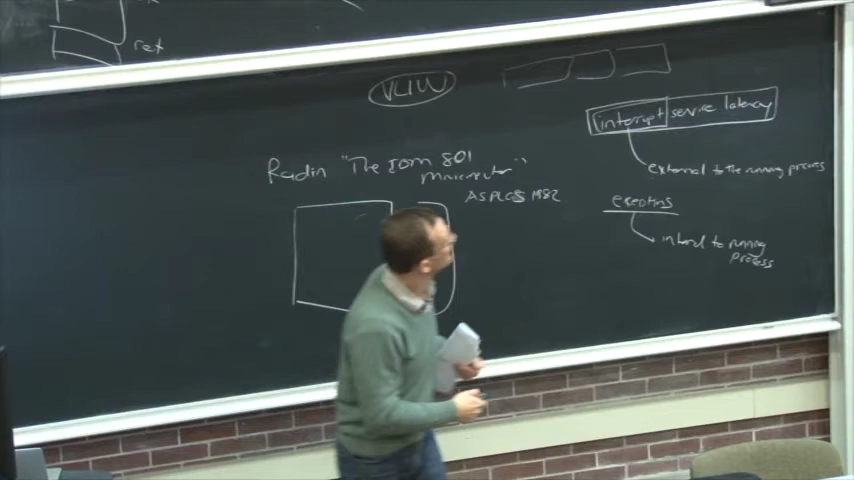 ret
VLIW
interrupt service latency
external to the running process
Radin "The IBM 801
minicomputer"
ASPLOS 1982
exceptions
internal to running
process